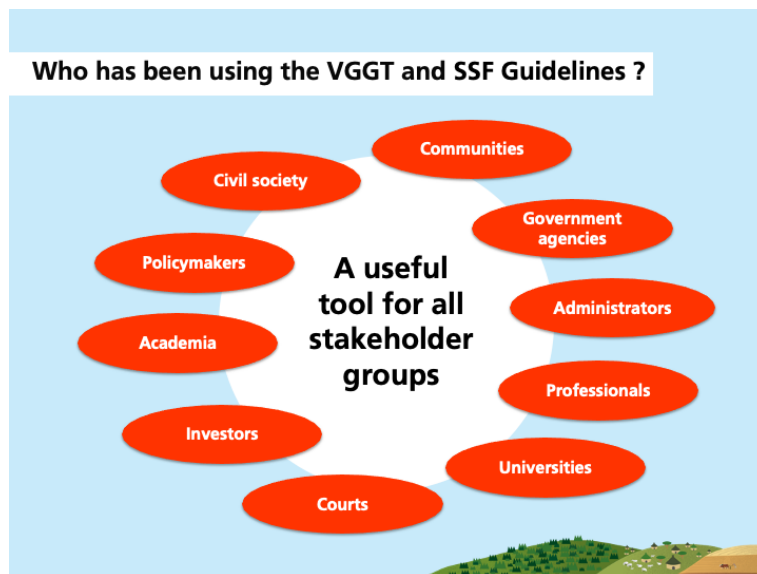 Who has been using the VGGT and SSF Guidelines ?
Communities
Civil society
Government
agencies
Policymakers
A useful
tool for all
stakeholder
groups
Administrators
Academia
Professionals
Investors
Universities
Courts